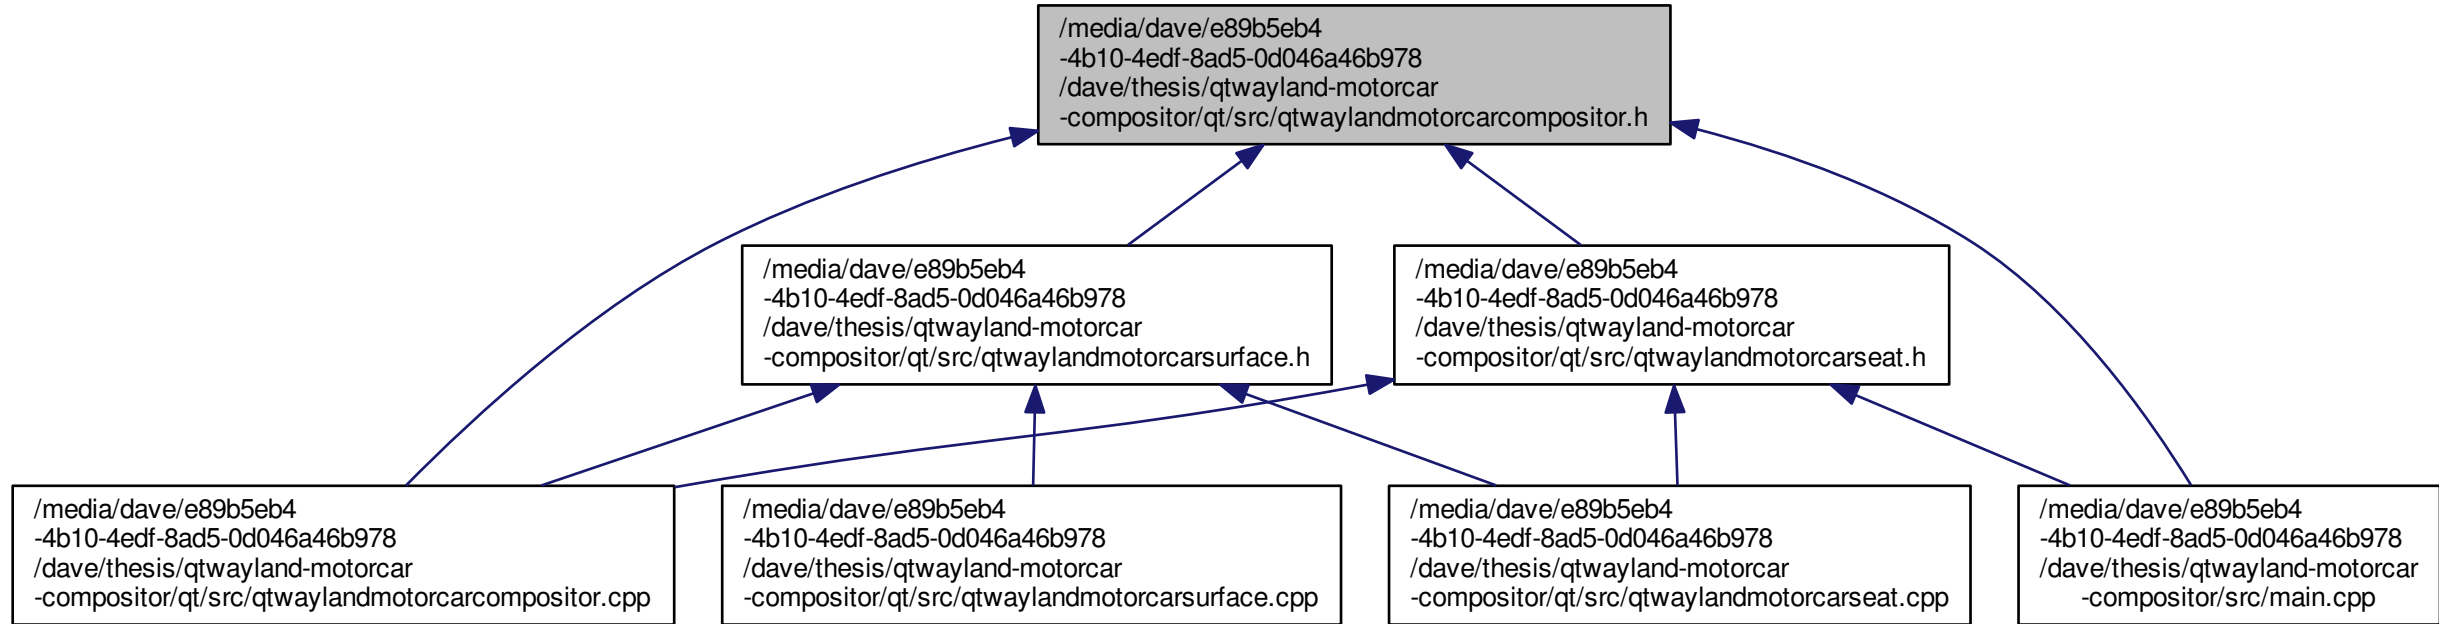 /media/dave/e89b5eb4
-4b10-4edf-8ad5-0d046a46b978
/dave/thesis/qtwayland-motorcar
-compositor/qt/src/qtwaylandmotorcarcompositor.h
/media/dave/e89b5eb4
-4b10-4edf-8ad5-0d046a46b978
/dave/thesis/qtwayland-motorcar
-compositor/qt/src/qtwaylandmotorcarsurface.h
/media/dave/e89b5eb4
-4b10-4edf-8ad5-0d046a46b978
/dave/thesis/qtwayland-motorcar
-compositor/qt/src/qtwaylandmotorcarseat.h
/media/dave/e89b5eb4
-4b10-4edf-8ad5-0d046a46b978
/dave/thesis/qtwayland-motorcar
-compositor/qt/src/qtwaylandmotorcarcompositor.cpp
/media/dave/e89b5eb4
-4b10-4edf-8ad5-0d046a46b978
/dave/thesis/qtwayland-motorcar
-compositor/qt/src/qtwaylandmotorcarsurface.cpp
/media/dave/e89b5eb4
-4b10-4edf-8ad5-0d046a46b978
/dave/thesis/qtwayland-motorcar
-compositor/qt/src/qtwaylandmotorcarseat.cpp
/media/dave/e89b5eb4
-4b10-4edf-8ad5-0d046a46b978
/dave/thesis/qtwayland-motorcar
-compositor/src/main.cpp